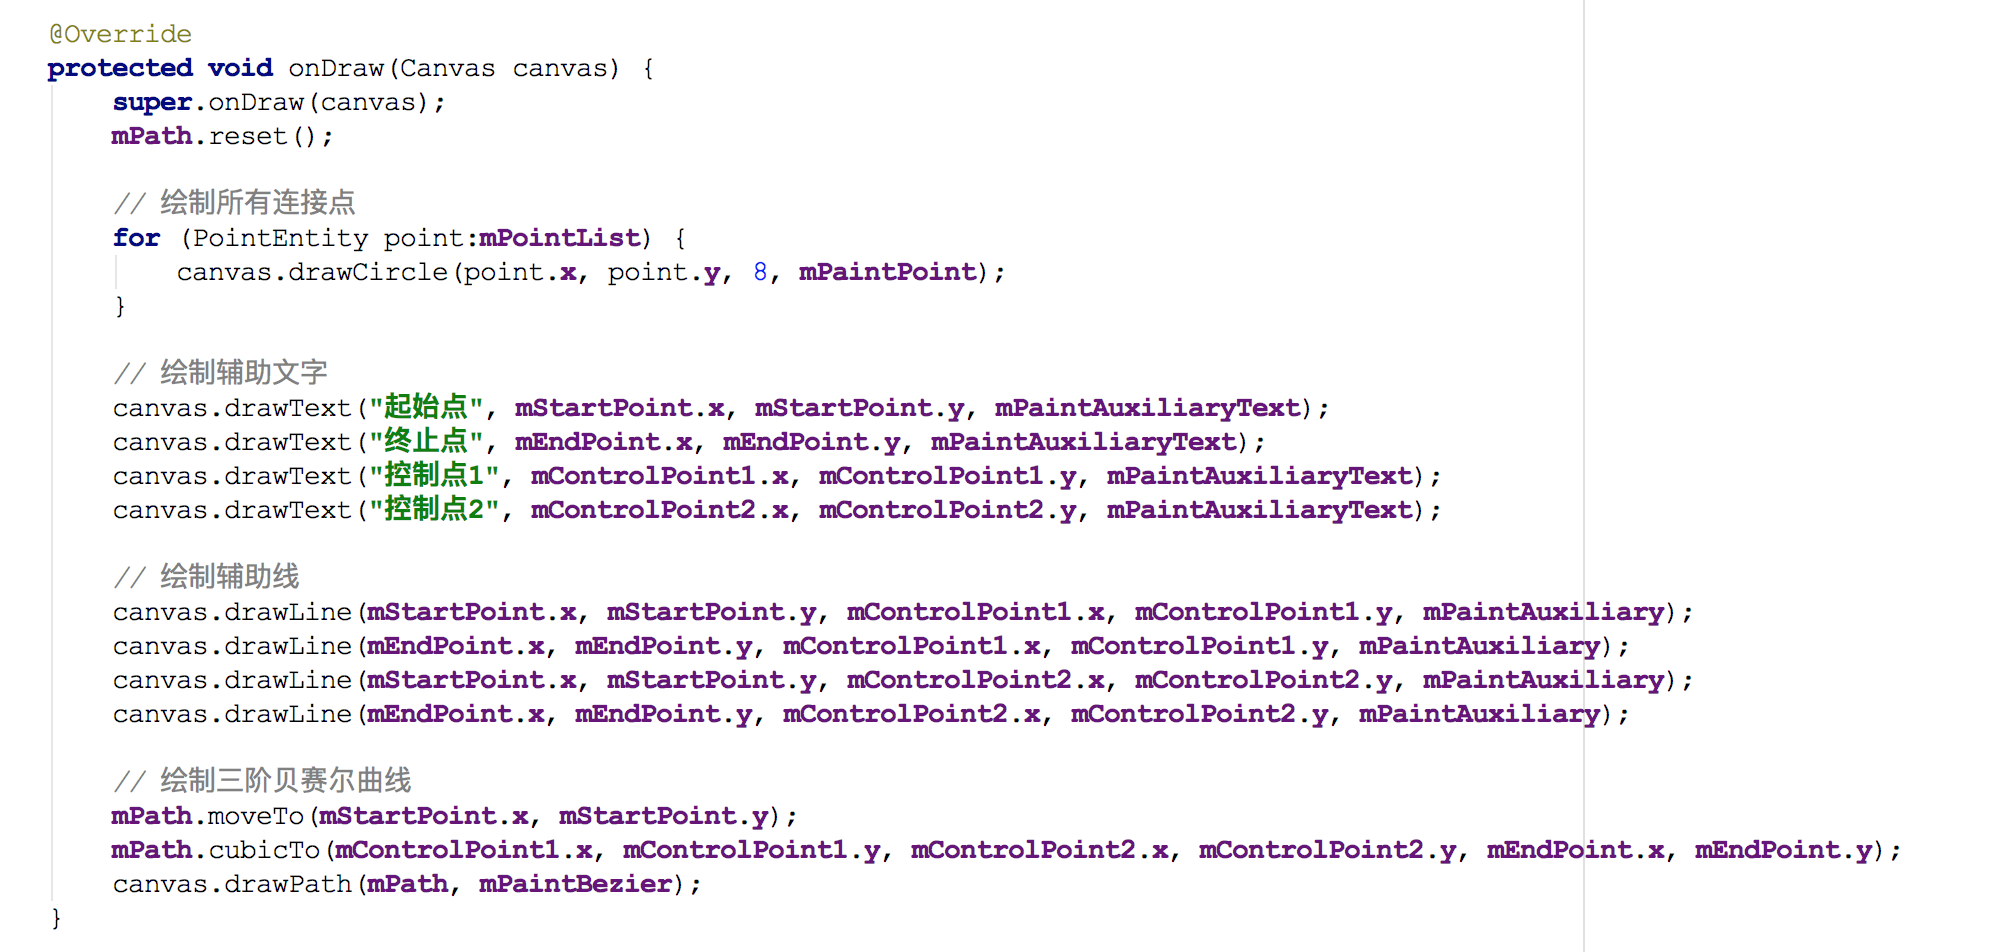 @Override
protected void onDraw(Canvas canvas) {
    super.onDraw(canvas);
    mPath.reset();

    // 绘制所有连接点
    for (PointEntity point:mPointList) {
        canvas.drawCircle(point.x, point.y, 8, mPaintPoint);
    }

    // 绘制辅助文字
    canvas.drawText("起始点", mStartPoint.x, mStartPoint.y, mPaintAuxiliaryText);
    canvas.drawText("终止点", mEndPoint.x, mEndPoint.y, mPaintAuxiliaryText);
    canvas.drawText("控制点1", mControlPoint1.x, mControlPoint1.y, mPaintAuxiliaryText);
    canvas.drawText("控制点2", mControlPoint2.x, mControlPoint2.y, mPaintAuxiliaryText);

    // 绘制辅助线
    canvas.drawLine(mStartPoint.x, mStartPoint.y, mControlPoint1.x, mControlPoint1.y, mPaintAuxiliary);
    canvas.drawLine(mEndPoint.x, mEndPoint.y, mControlPoint1.x, mControlPoint1.y, mPaintAuxiliary);
    canvas.drawLine(mStartPoint.x, mStartPoint.y, mControlPoint2.x, mControlPoint2.y, mPaintAuxiliary);
    canvas.drawLine(mEndPoint.x, mEndPoint.y, mControlPoint2.x, mControlPoint2.y, mPaintAuxiliary);

    // 绘制三阶贝赛尔曲线
    mPath.moveTo(mStartPoint.x, mStartPoint.y);
    mPath.cubicTo(mControlPoint1.x, mControlPoint1.y, mControlPoint2.x, mControlPoint2.y, mEndPoint.x, mEndPoint.y);
    canvas.drawPath(mPath, mPaintBezier);
}